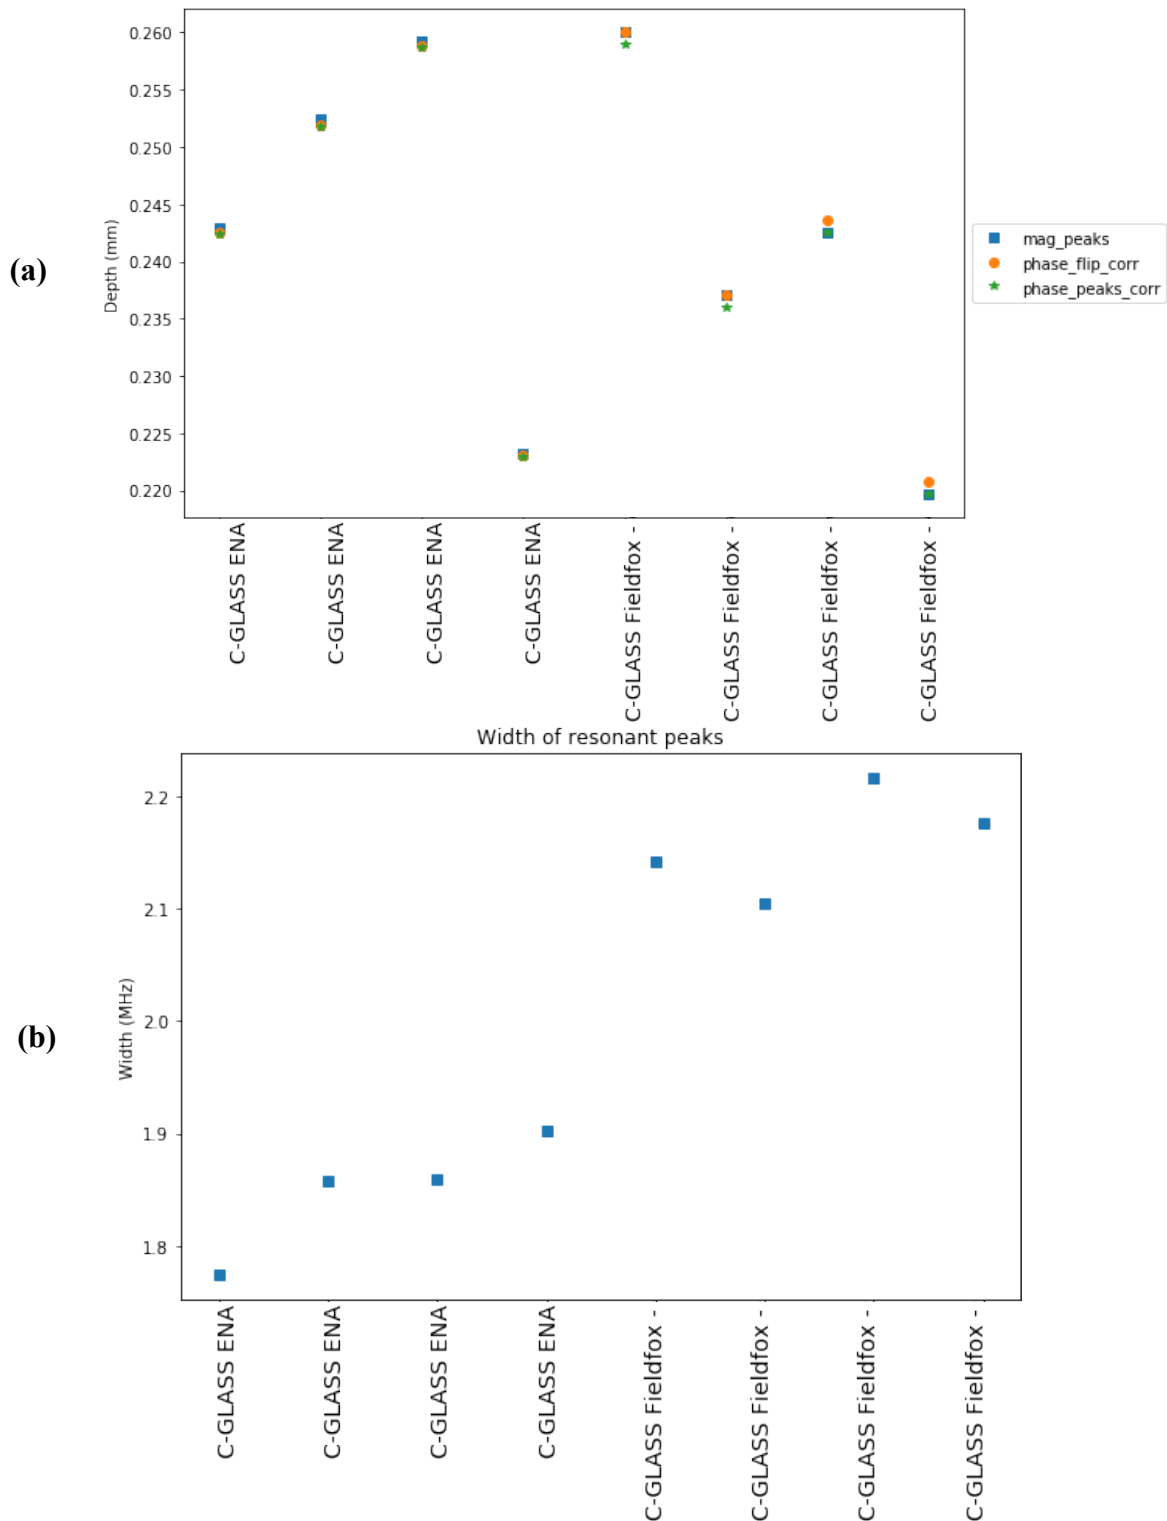 (a)
Depth (mm)
0.260
0.255
0.250
0.245
0.240
0.235
0.230
0.225
0.220
mag_peaks
phase_flip_corr
phase_peaks_corr
C-GLASS ENA
C-GLASS ENA
C-GLASS ENA
C-GLASS ENA
C-GLASS Fieldfox -
C-GLASS Fieldfox -
C-GLASS Fieldfox -
C-GLASS Fieldfox -
Width of resonant peaks
(b)
Width (MHz)
2.2
2.1
2.0
1.9
1.8
C-GLASS ENA
C-GLASS ENA
C-GLASS ENA
C-GLASS ENA
C-GLASS Fieldfox -
C-GLASS Fieldfox -
C-GLASS Fieldfox -
C-GLASS Fieldfox -